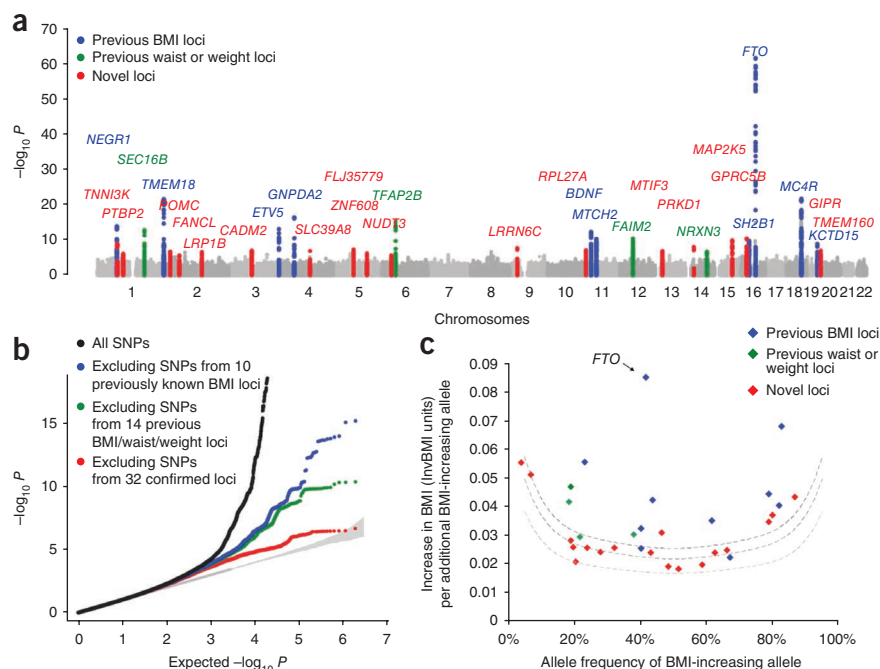 a
70
60
50
40
30
20
10
0
–log10 P
Previous BMI loci
Previous waist or weight loci
Novel loci
FTO
NEGR1
SEC16B
TNNI3K
PTBP2
TMEM18
POMC
FANCL
LRP1B
CADM2
ETV5
GNPDA2
SLC39A8
FLJ35779
ZNF608
TFAP2B
NUDT3
LRRN6C
RPL27A
BDNF
MTCH2
MTIF3
FAIM2
PRKD1
NRXN3
MAP2K5
GPRC5B
SH2B1
MC4R
GIPR
TMEM160
KCTD15
1 2 3 4 5 6 7 8 9 10 11 12 13 14 15 16 17 18 19 20 21 22
Chromosomes
b
All SNPs
Excluding SNPs from 10
previously known BMI loci
Excluding SNPs
from 14 previous
BMI/waist/weight loci
Excluding SNPs
from 32 confirmed loci
15
10
5
0
–log10 P
0 1 2 3 4 5 6 7
Expected –log10 P
c
Previous BMI loci
Previous waist or
weight loci
Novel loci
FTO
0.09
0.08
0.07
0.06
0.05
0.04
0.03
0.02
0.01
0
Increase in BMI (InvBMI units)
per additional BMI-increasing allele
0% 20% 40% 60% 80% 100%
Allele frequency of BMI-increasing allele